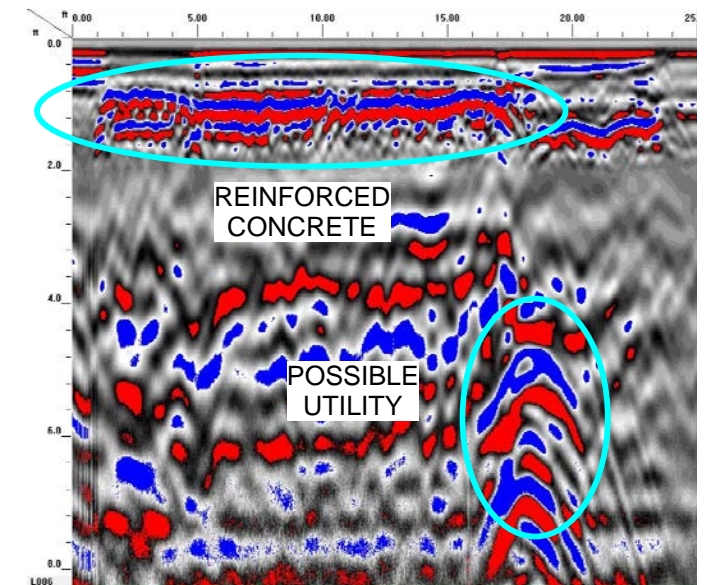 ft 0.00 5.00 10.00 15.00 20.00 25.
ft
0.0
2.0
REINFORCED
CONCRETE
4.0
POSSIBLE
UTILITY
6.0
8.0
L006